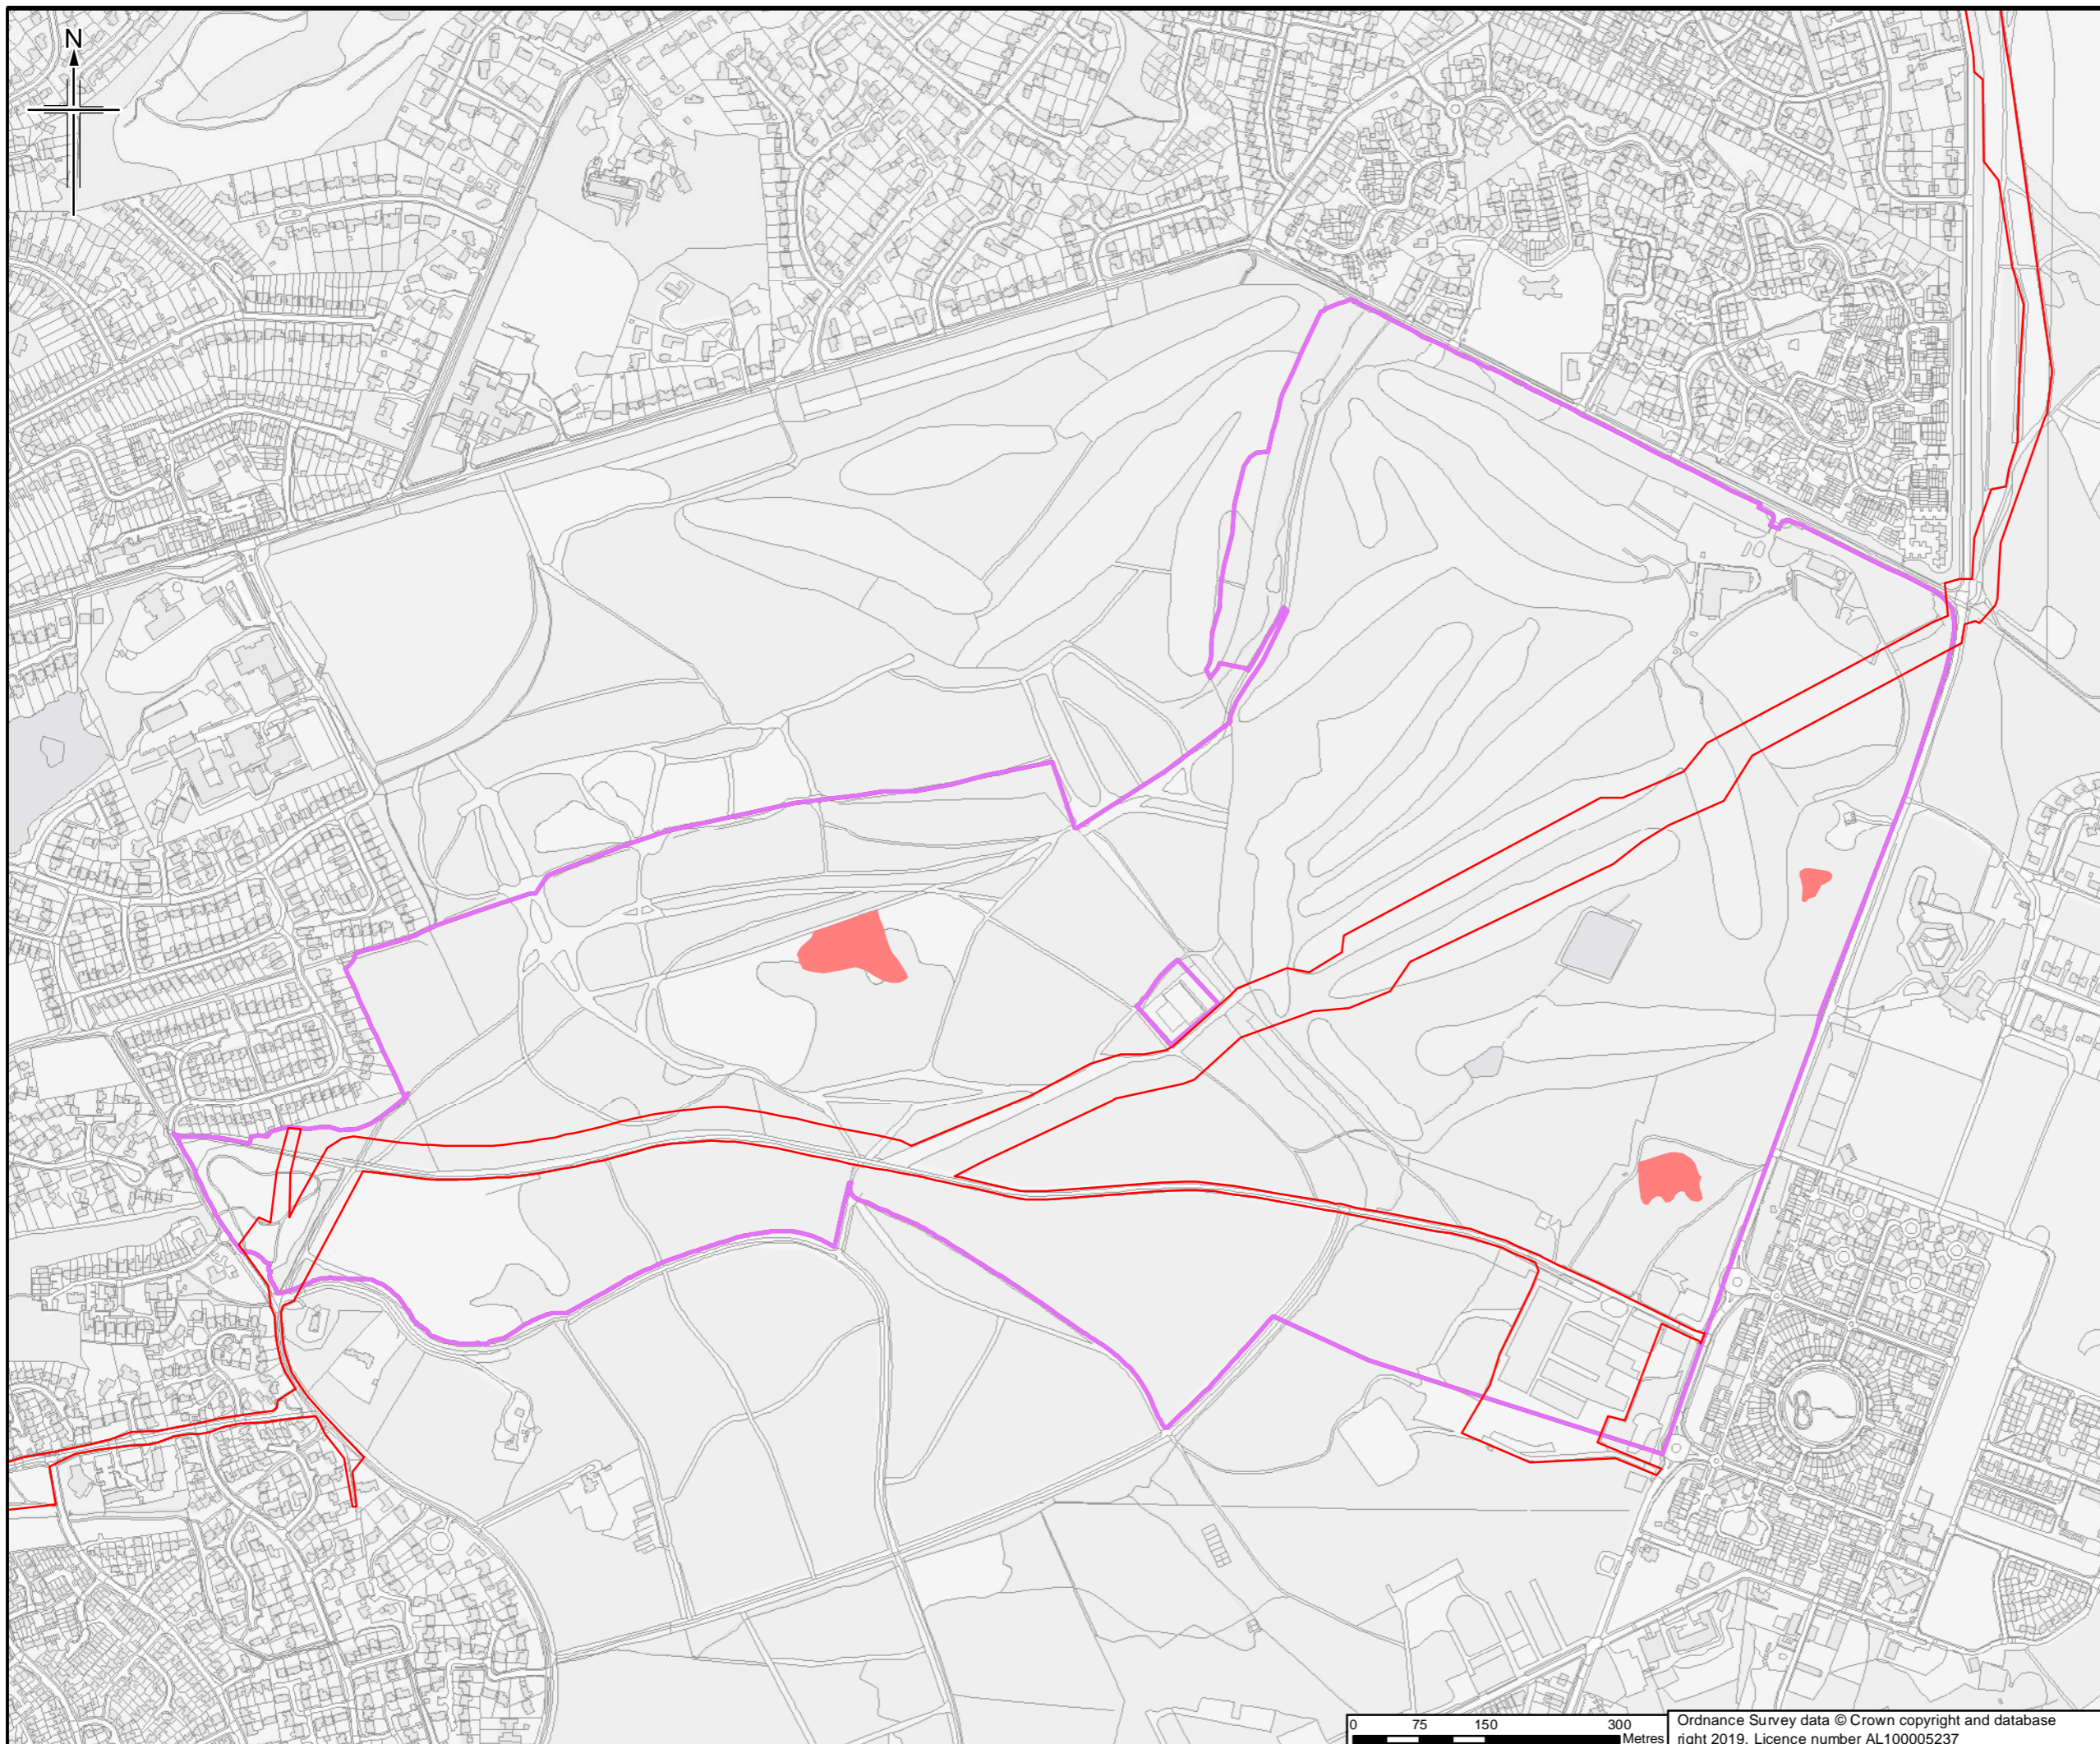 N
0 75 150 300
Metres
Ordnance Survey data © Crown copyright and database
right 2019. Licence number AL100005237